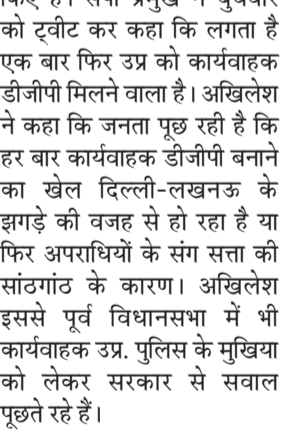 को ट्वीट कर कहा कि लगता है
एक बार फिर उप्र को कार्यवाहक
डीजीपी मिलने वाला है। अखिलेश
ने कहा कि जनता पूछ रही है कि
हर बार कार्यवाहक डीजीपी बनाने
का खेल दिल्ली-लखनऊ के
झगड़े की वजह से हो रहा है या
फिर अपराधियों के संग सत्ता की
सांठगांठ के कारण। अखिलेश
इससे पूर्व विधानसभा में भी
कार्यवाहक उप्र. पुलिस के मुखिया
को लेकर सरकार से सवाल
पूछते रहे हैं।